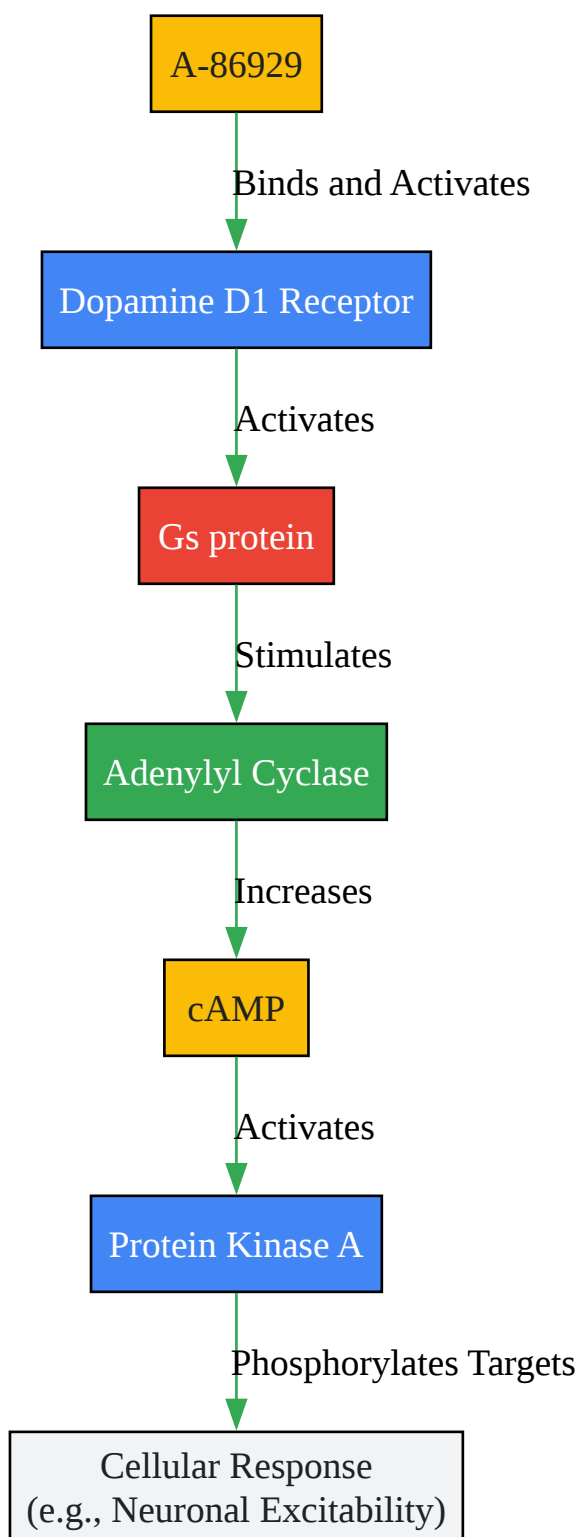 A-86929
Binds and Activates
Dopamine D1 Receptor
Activates
Gs protein
Stimulates
Adenylyl Cyclase
Increases
cAMP
Activates
Protein Kinase A
Phosphorylates Targets
Cellular Response
(e.g., Neuronal Excitability)